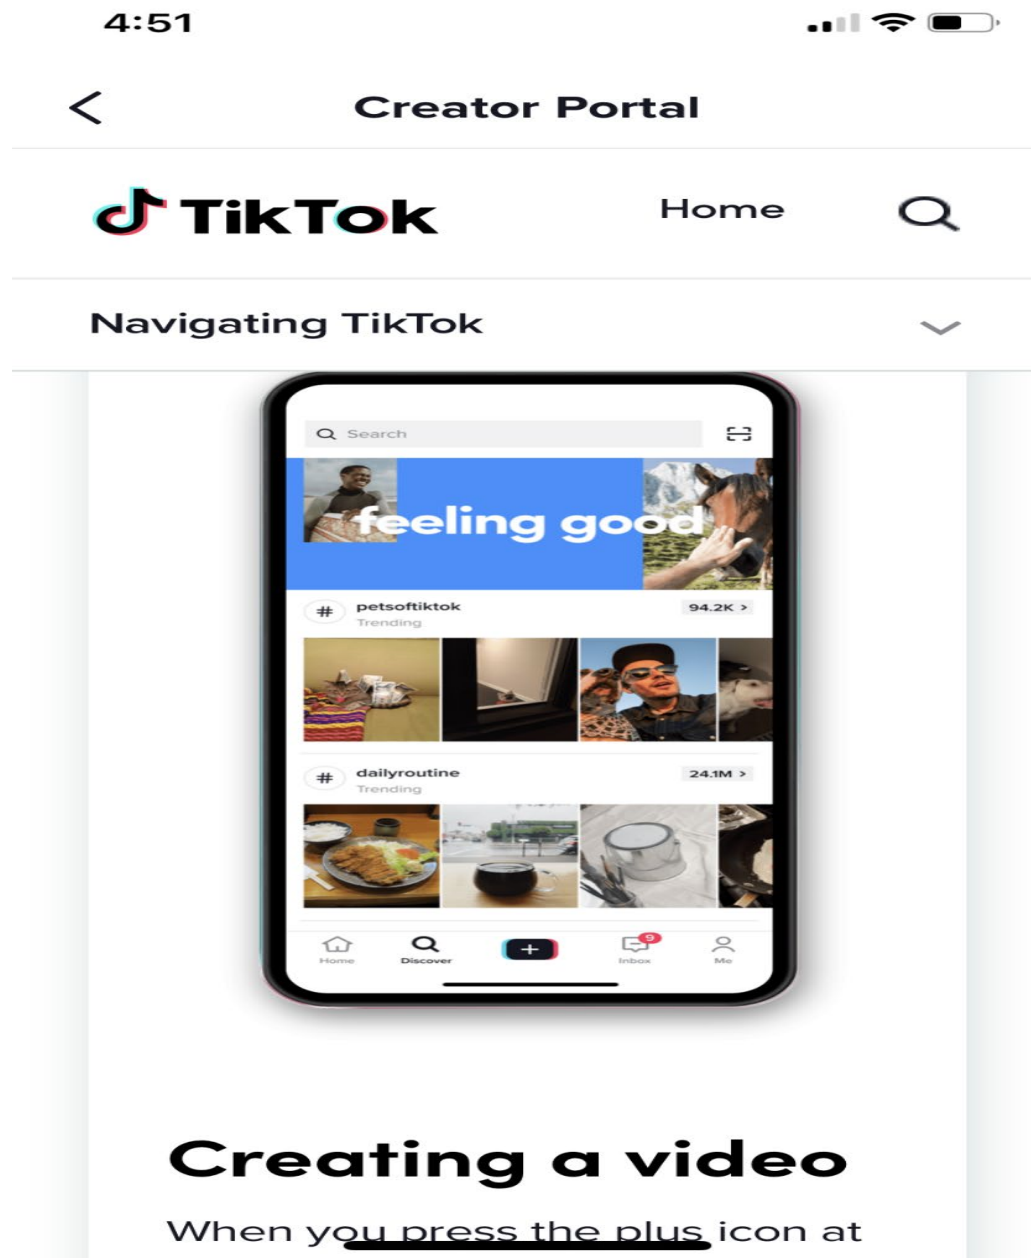 4:51
Creator Portal
TikTok
Home
Navigating TikTok
Search
feeling good
# petsoftiktok
94.2K >
Trending
# dailyroutine
24.1M >
Trending
9
Home
Discover
Inbox
Me
Creating a video
When you press the plus icon at